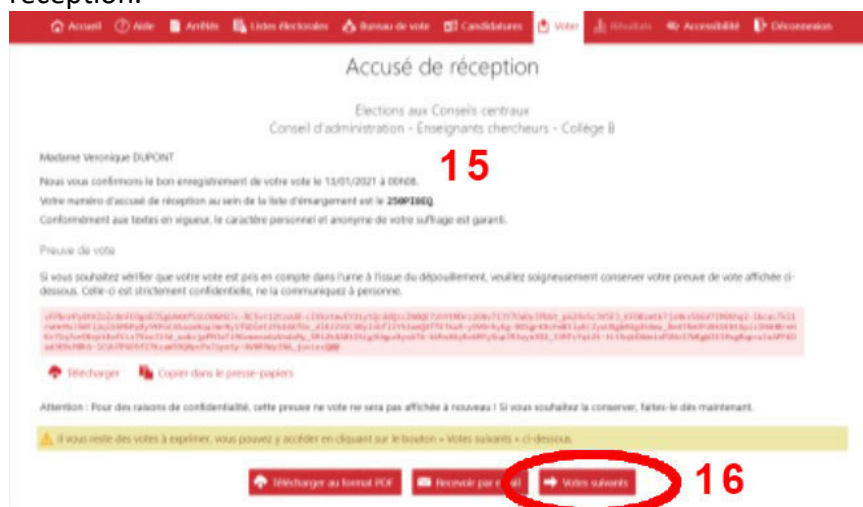 réception.
Accueil Aide Arrêtés Listes électorales Bureau de vote Candidatures Voter Résultats Accessibilité Déconnexion
Accusé de réception
Elections aux Conseils centraux
Conseil d'administration - Enseignants chercheurs - Collège B
15
Madame Veronique DUPONT
Nous vous confirmons le bon enregistrement de votre vote le 13/01/2021 à 00h08.
Votre numéro d'accusé de réception au sein de la liste d'émargement est le
Conformément aux textes en vigueur, le caractère personnel et anonyme de votre suffrage est garanti.
Preuve de vote
Si vous souhaitez vérifier que votre vote est pris en compte dans l'urne à l'issue du dépouillement, veuillez soigneusement conserver votre preuve de vote affichée ci-
dessous. Celle-ci est strictement confidentielle, ne la communiquez à personne.
Télécharger Copier dans le presse-papiers
Attention : Pour des raisons de confidentialité, cette preuve ne vote ne sera pas affichée à nouveau ! Si vous souhaitez la conserver, faites-le dès maintenant.
Il vous reste des votes à exprimer, vous pouvez y accéder en cliquant sur le bouton « Votes suivants » ci-dessous.
Télécharger au format PDF Recevoir par Votes suivants 16